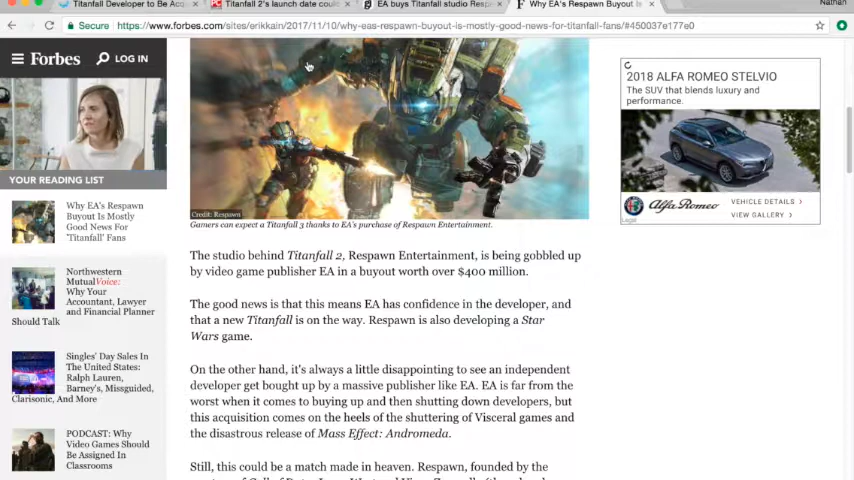 Titanfall Developer to Be Acq
Titanfall 2's launch date could
EA buys Titanfall studio Resp
Why EA's Respawn Buyout Is
Nathan
Secure
https://www.forbes.com/sites/erikkain/2017/11/10/why-eas-respawn-buyout-is-mostly-good-news-for-titanfall-fans/#450037e177e0
Forbes
LOG IN
YOUR READING LIST
Why EA's Respawn
Buyout Is Mostly
Good News For
'Titanfall' Fans
Northwestern
MutualVoice:
Why Your
Accountant, Lawyer
and Financial Planner
Should Talk
Singles' Day Sales In
The United States:
Ralph Lauren,
Barney's, Missguided,
Clarisonic, And More
PODCAST: Why
Video Games Should
Be Assigned In
Classrooms
Credit: Respawn
Gamers can expect a Titanfall 3 thanks to EA's purchase of Respawn Entertainment.
The studio behind Titanfall 2, Respawn Entertainment, is being gobbled up
by video game publisher EA in a buyout worth over $400 million.
The good news is that this means EA has confidence in the developer, and
that a new Titanfall is on the way. Respawn is also developing a Star
Wars game.
On the other hand, it's always a little disappointing to see an independent
developer get bought up by a massive publisher like EA. EA is far from the
worst when it comes to buying up and then shutting down developers, but
this acquisition comes on the heels of the shuttering of Visceral games and
the disastrous release of Mass Effect: Andromeda.
Still, this could be a match made in heaven. Respawn, founded by the
2018 ALFA ROMEO STELVIO
The SUV that blends luxury and
performance.
Legal
Alfa Romeo
VEHICLE DETAILS >
VIEW GALLERY >